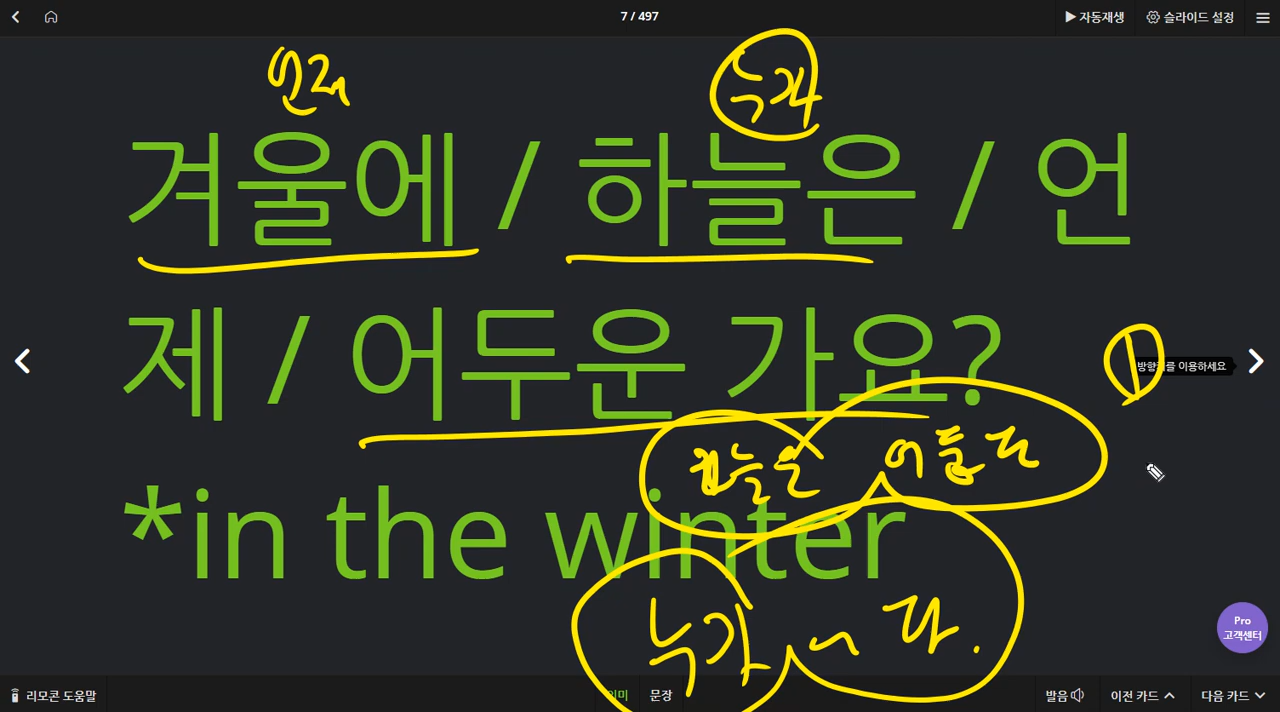 7 / 497
자동재생
슬라이드 설정
언제
누가
겨울에 / 하늘은 / 언
제 / 어두운 가요?
방향키를 이용하세요
하늘은
어둡다
*in the winter
누가
다.
Pro
고객센터
리모콘 도움말
의미
문장
발음
이전 카드
다음 카드